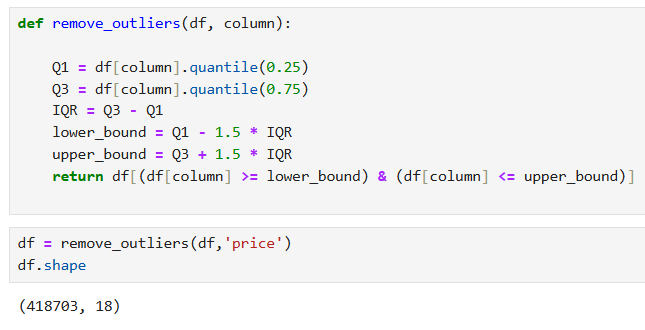 def remove_outliers(df, column):
    Q1 = df[column].quantile(0.25)
    Q3 = df[column].quantile(0.75)
    IQR = Q3 - Q1
    lower_bound = Q1 - 1.5 * IQR
    upper_bound = Q3 + 1.5 * IQR
    return df[(df[column] >= lower_bound) & (df[column] <= upper_bound)]
df = remove_outliers(df,'price')
df.shape
(418703, 18)